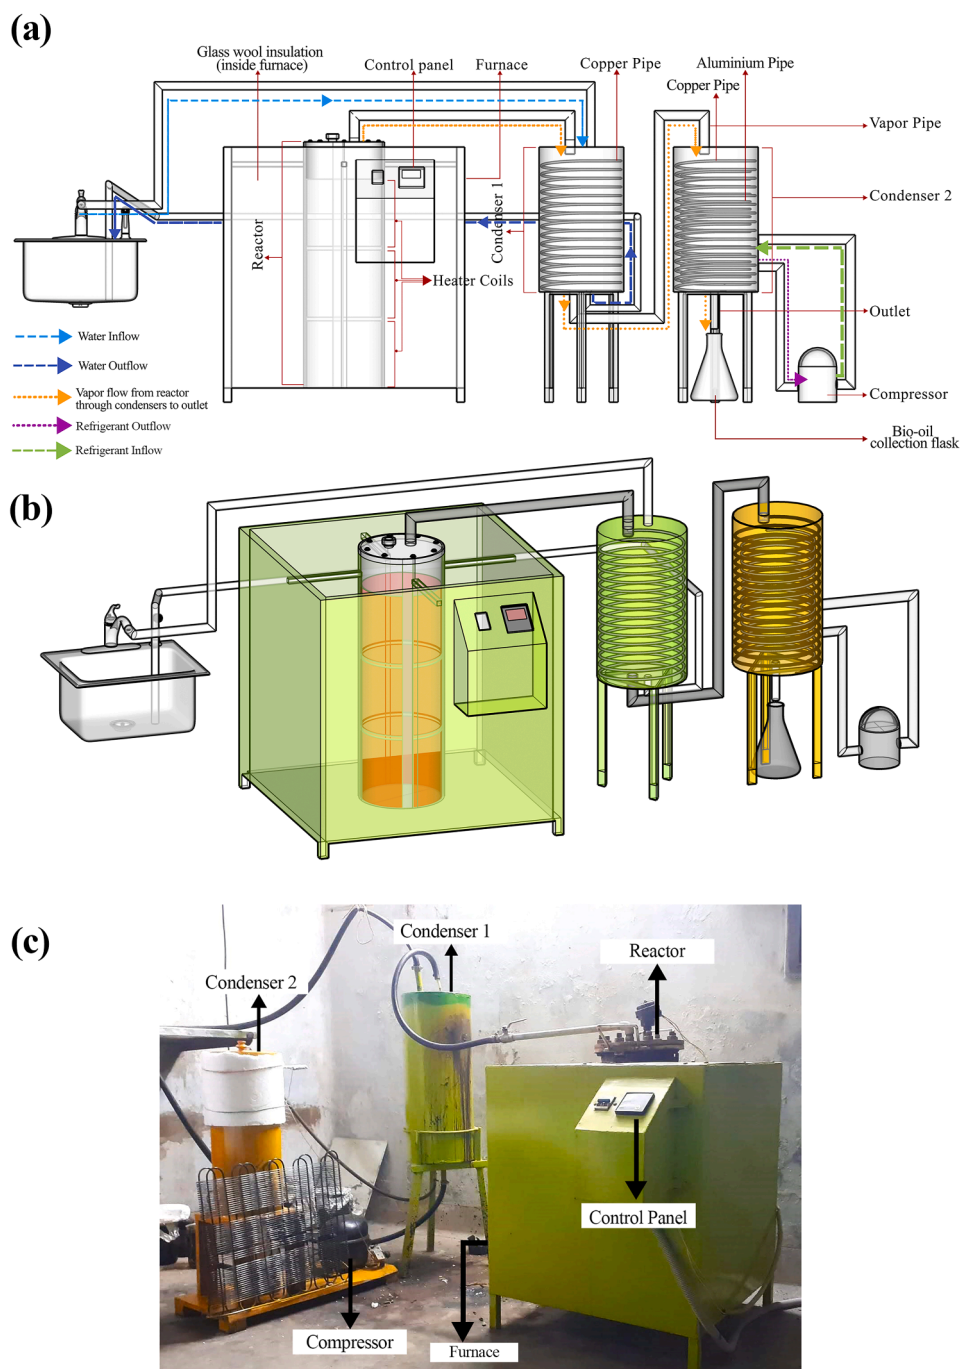 (a)
Glass wool insulation
(inside furnace)
Control panel
Furnace
Copper Pipe
Aluminium Pipe
Copper Pipe
Vapor Pipe
Condenser 1
Condenser 2
Reactor
Heater Coils
Outlet
Compressor
Bio-oil
collection flask
Water Inflow
Water Outflow
Vapor flow from reactor
through condensers to outlet
Refrigerant Outflow
Refrigerant Inflow
(b)
(c)
Condenser 1
Reactor
Condenser 2
Control Panel
Compressor
Furnace